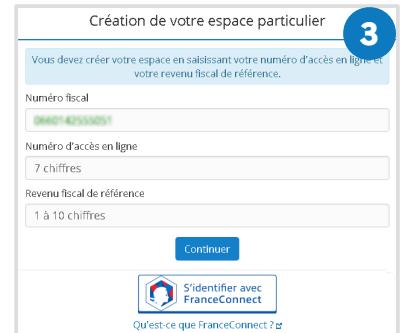 Création de votre espace particulier
3
Vous devez créer votre espace en saisissant votre numéro d'accès en ligne et
votre revenu fiscal de référence.
Numéro fiscal
Numéro d'accès en ligne
7 chiffres
Revenu fiscal de référence
1 à 10 chiffres
Continuer
S'identifier avec
FranceConnect
Qu'est-ce que FranceConnect ?